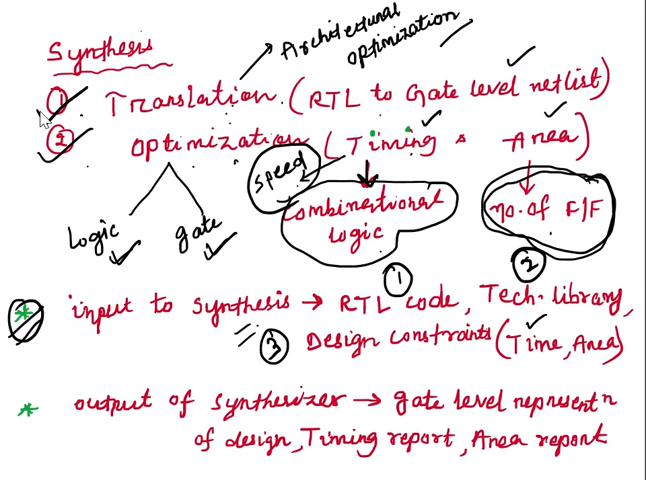 Synthesis
Architectural
optimization
① Translation. (RTL to Gate level netlist)
② optimization (Timing & Area)
speed
Logic gate
Combinational
logic
no. of F/F
① ②
* input to synthesis → RTL code, Tech. library,
③ Design constraints (Time, Area)
* output of synthesizer → gate level representn
of design, Timing report, Area report